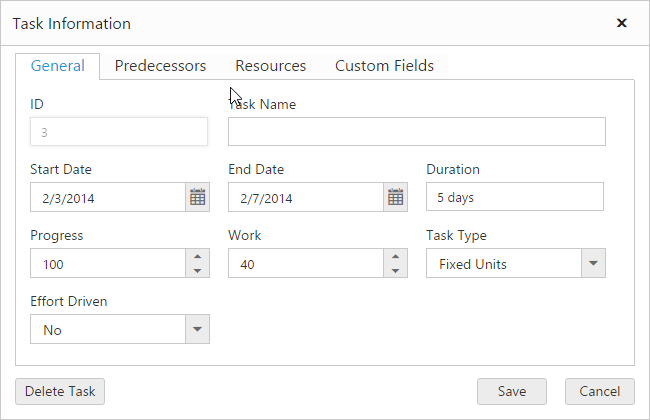 Task Information
General Predecessors Resources Custom Fields
ID Task Name
3
Start Date End Date Duration
2/3/2014 2/7/2014 5 days
Progress Work Task Type
100 40 Fixed Units
Effort Driven
No
Delete Task Save Cancel